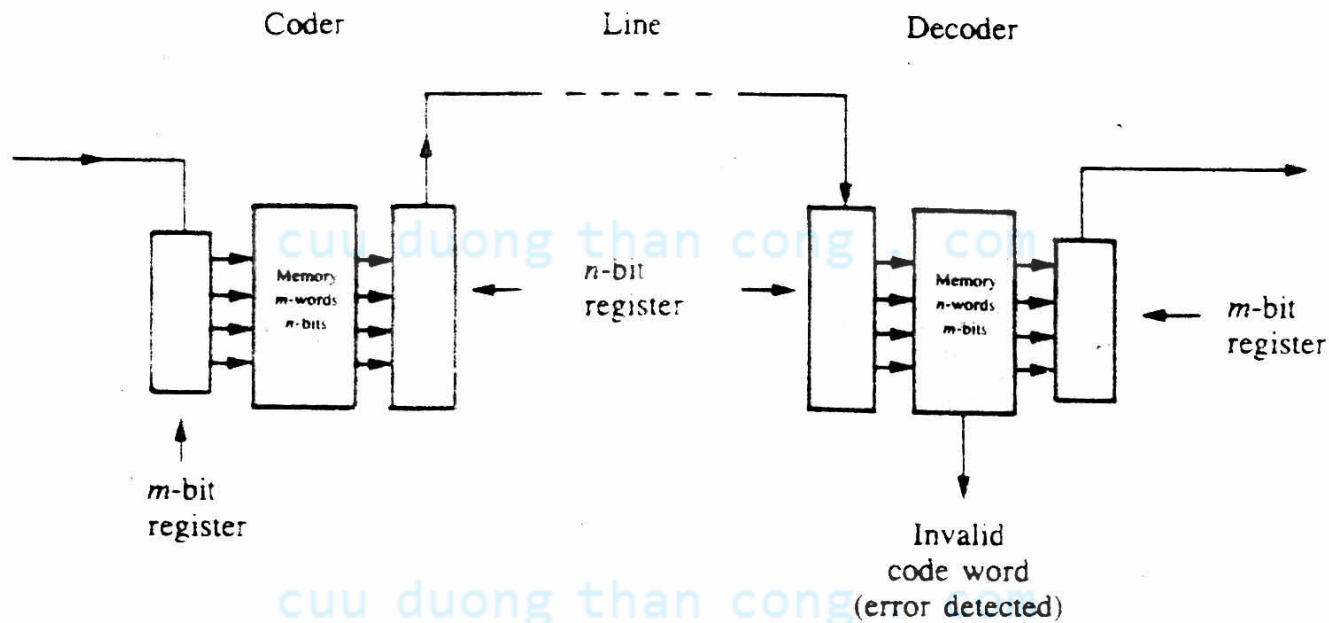 Coder
Line
Decoder
cuu duong than cong . com
Memory
m-words
n-bits
n-bit
register
Memory
n-words
m-bits
m-bit
register
m-bit
register
Invalid
code word
(error detected)
cuu duong than cong . com